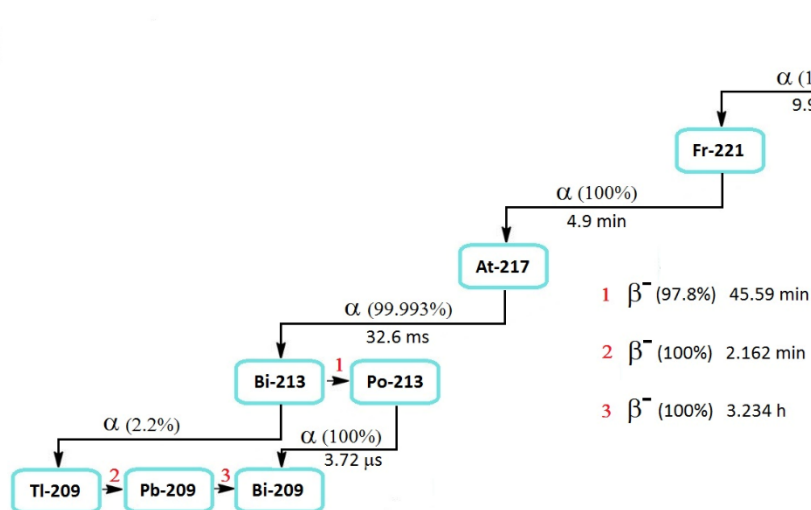 α (1
9.9
Fr-221
α (100%)
4.9 min
At-217
1 β⁻ (97.8%) 45.59 min
α (99.993%)
32.6 ms
2 β⁻ (100%) 2.162 min
1
Bi-213
Po-213
3 β⁻ (100%) 3.234 h
α (2.2%)
α (100%)
3.72 µs
2
3
Tl-209
Pb-209
Bi-209